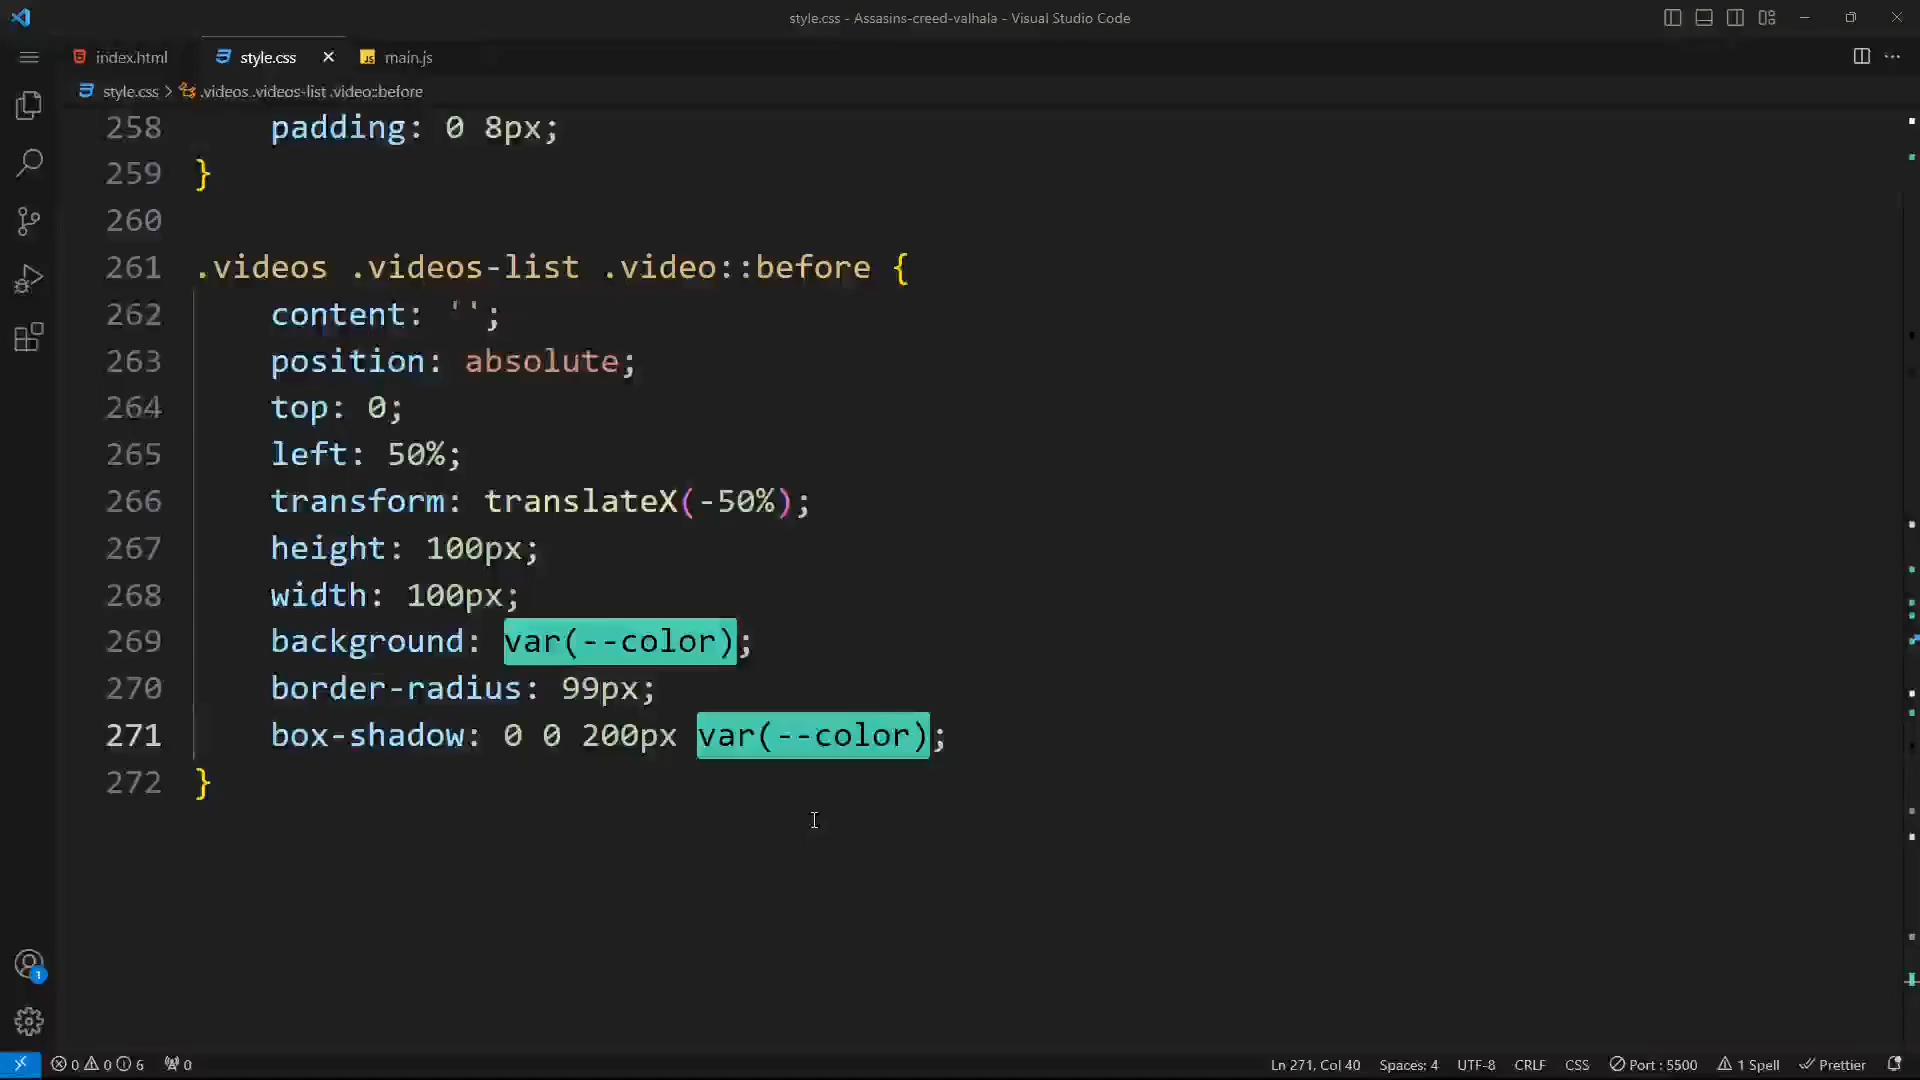 style.css - Assasins-creed-valhala - Visual Studio Code
index.html style.css main.js
style.css > .videos .videos-list .video::before
258 padding: 0 8px;
259 }
260
261 .videos .videos-list .video::before {
262 content: '';
263 position: absolute;
264 top: 0;
265 left: 50%;
266 transform: translateX(-50%);
267 height: 100px;
268 width: 100px;
269 background: var(--color);
270 border-radius: 99px;
271 box-shadow: 0 0 200px var(--color);
272 }
1
0 0 6 0 Ln 271, Col 40 Spaces: 4 UTF-8 CRLF CSS Port : 5500 1 Spell Prettier